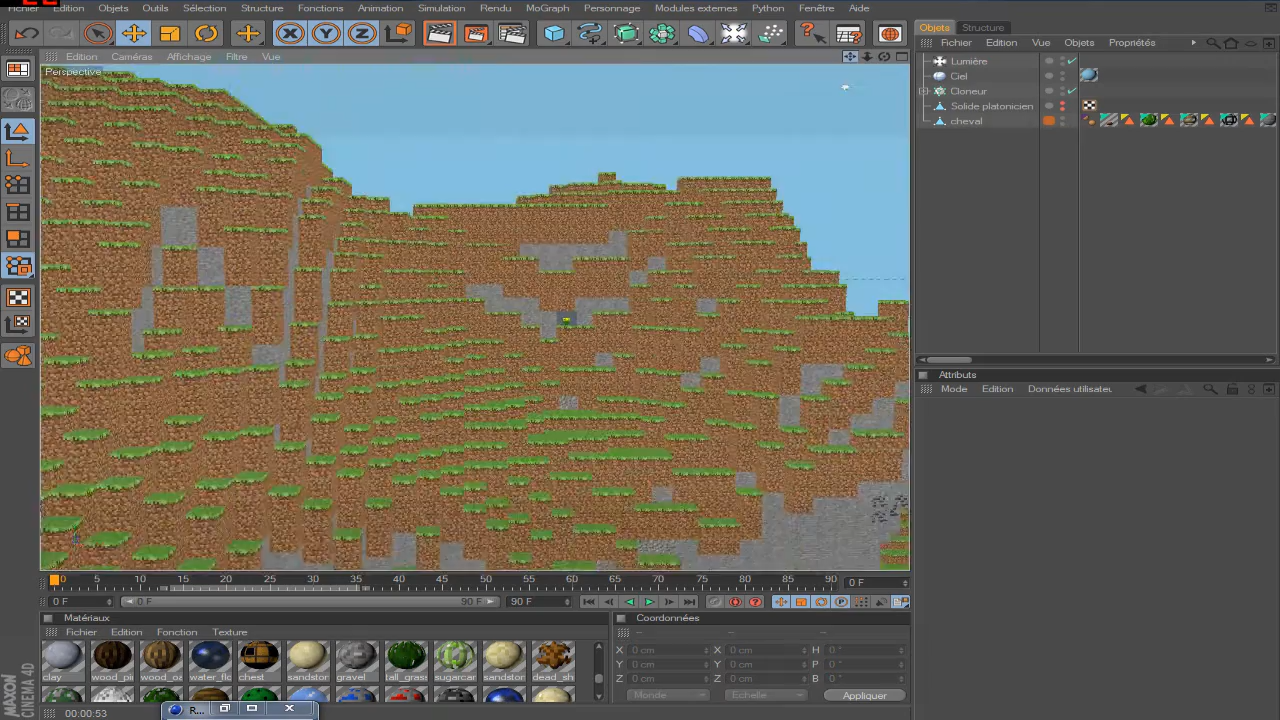 Fichier Edition Objets Outils Sélection Structure Fonctions Animation Simulation Rendu MoGraph Personnage Modules externes Python Fenêtre Aide
X Y Z
Objets Structure
Fichier Edition Vue Objets Propriétés
Edition Caméras Affichage Filtre Vue
Perspective
Lumière
Ciel
Cloneur
Solide platonicien
cheval
Attributs
Mode Edition Données utilisateu
0 5 10 15 20 25 30 35 40 45 50 55 60 65 70 75 80 85 90 0 F
0 F 0 F 90 F 90 F
Matériaux
Fichier Edition Fonction Texture
clay wood_pi wood_oa water_flo chest sandston gravel tall_grass sugarcar sandston dead_sh
Coordonnées
-- -- --
X 0 cm X 0 cm H 0 °
Y 0 cm Y 0 cm P 0 °
Z 0 cm Z 0 cm B 0 °
Monde Echelle Appliquer
MAXON
CINEMA 4D
00:00:53
R...